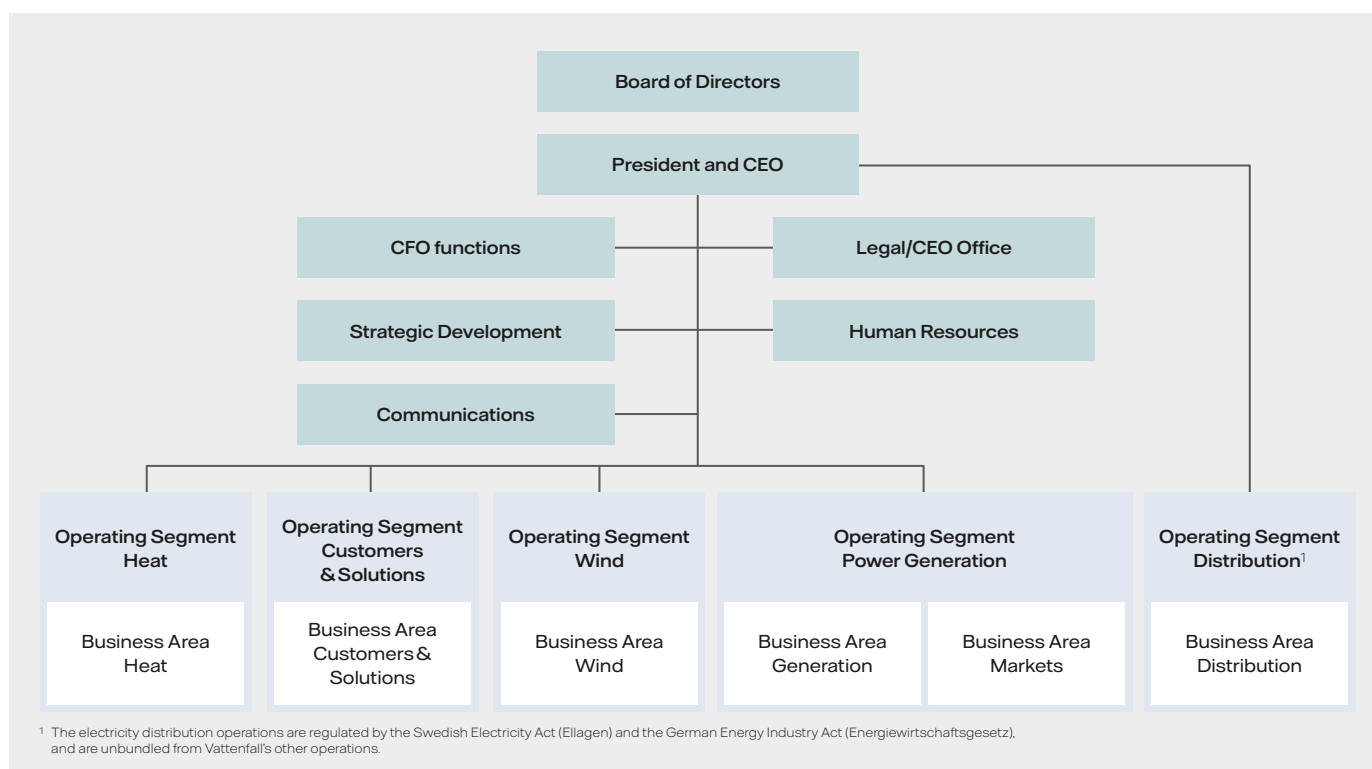 Board of Directors
President and CEO
CFO functions
Legal/CEO Office
Strategic Development
Human Resources
Communications
Operating Segment
Heat
Business Area
Heat
Operating Segment
Customers
& Solutions
Business Area
Customers &
Solutions
Operating Segment
Wind
Business Area
Wind
Operating Segment
Power Generation
Business Area
Generation
Business Area
Markets
Operating Segment
Distribution¹
Business Area
Distribution
¹ The electricity distribution operations are regulated by the Swedish Electricity Act (Ellagen) and the German Energy Industry Act (Energiewirtschaftsgesetz),
and are unbundled from Vattenfall's other operations.